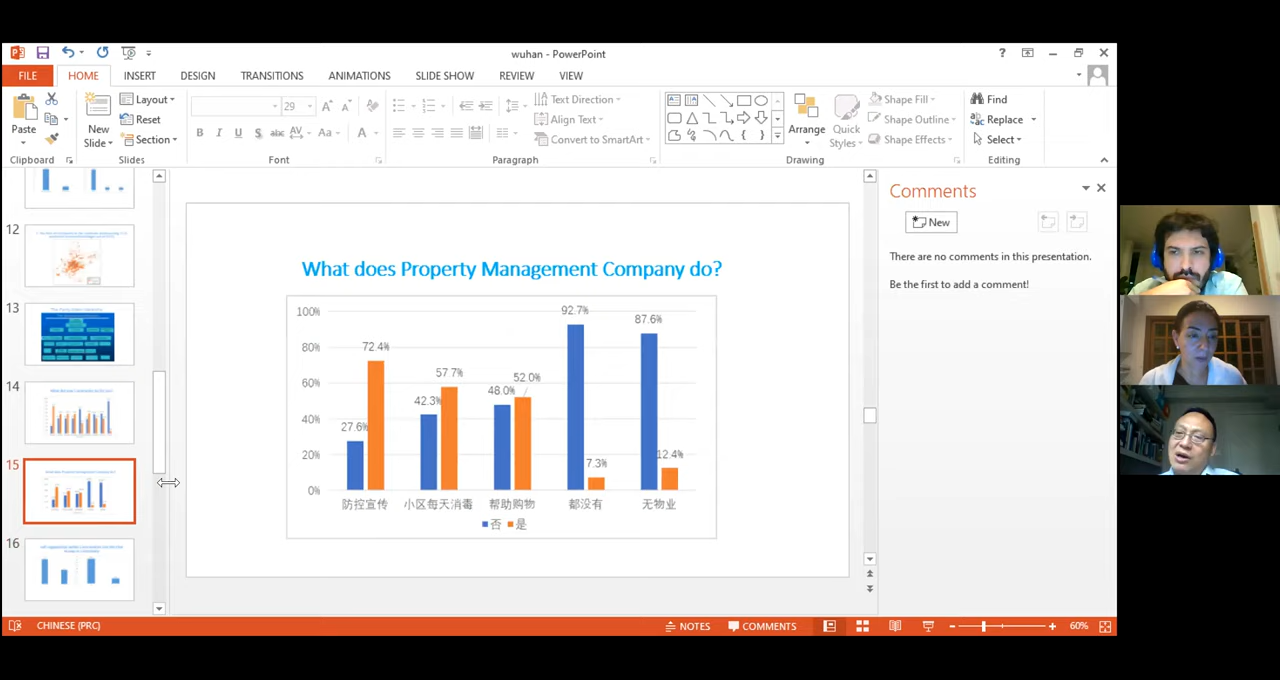 wuhan - PowerPoint
?
FILE
HOME
INSERT
DESIGN
TRANSITIONS
ANIMATIONS
SLIDE SHOW
REVIEW
VIEW
Paste
Clipboard
New
Slide
Layout
Reset
Section
Slides
29
B I U S abc AV Aa A
Font
Text Direction
Align Text
Convert to SmartArt
Paragraph
Arrange
Quick
Styles
Shape Fill
Shape Outline
Shape Effects
Drawing
Find
Replace
Select
Editing
12
13
14
15
16
What does Property Management Company do?
100%
80%
60%
40%
20%
0%
27.6%
72.4%
42.3%
57.7%
48.0%
52.0%
92.7%
7.3%
87.6%
12.4%
防控宣传
小区每天消毒
帮助购物
都没有
无物业
否 是
Comments
New
There are no comments in this presentation.
Be the first to add a comment!
CHINESE (PRC)
NOTES
COMMENTS
60%